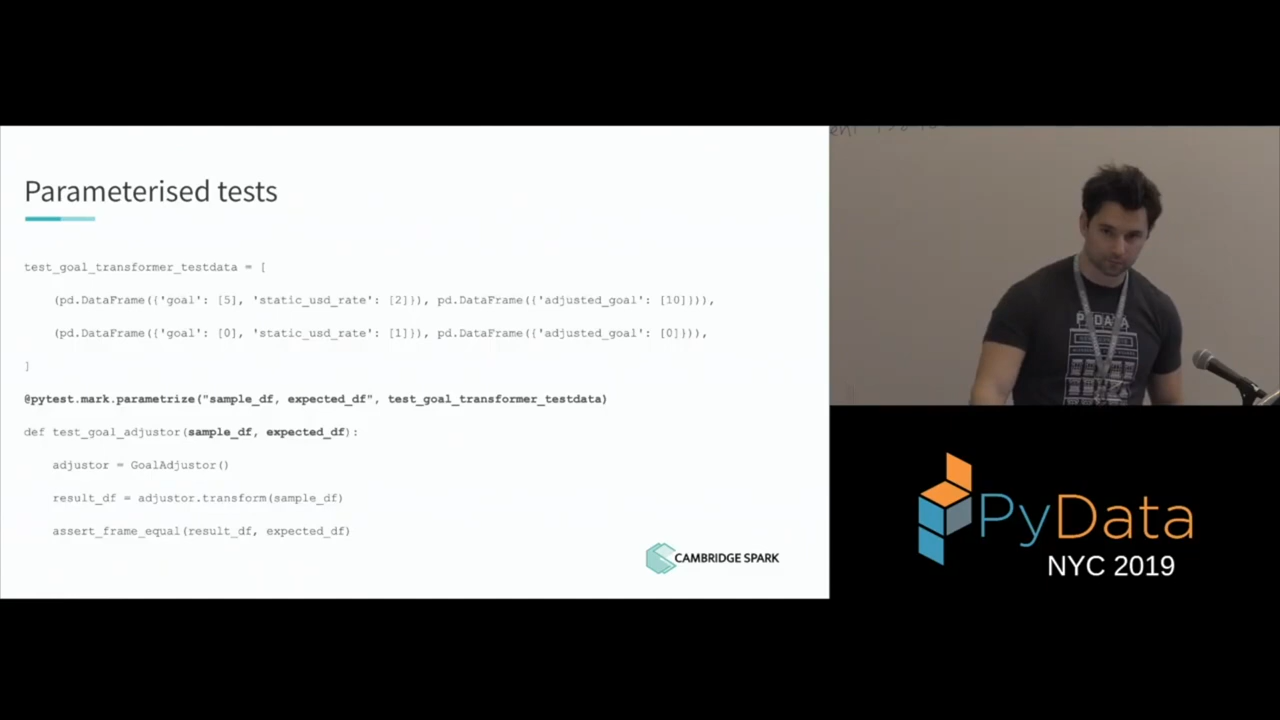 Parameterised tests
test_goal_transformer_testdata = [
(pd.DataFrame({'goal': [5], 'static_usd_rate': [2]}), pd.DataFrame({'adjusted_goal': [10]})),
(pd.DataFrame({'goal': [0], 'static_usd_rate': [1]}), pd.DataFrame({'adjusted_goal': [0]})),
]
@pytest.mark.parametrize("sample_df, expected_df", test_goal_transformer_testdata)
def test_goal_adjustor(sample_df, expected_df):
adjustor = GoalAdjustor()
result_df = adjustor.transform(sample_df)
assert_frame_equal(result_df, expected_df)
CAMBRIDGE SPARK
PYDATA
PyData
NYC 2019